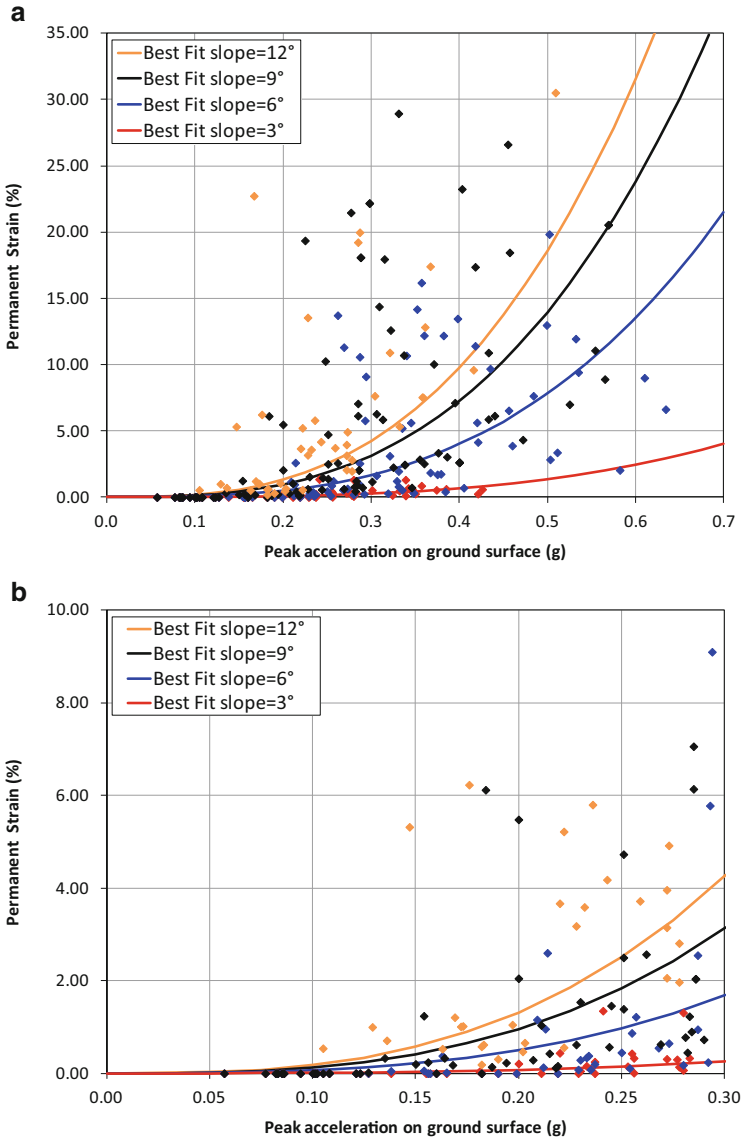 a
35.00
30.00
25.00
20.00
15.00
10.00
5.00
0.00
Permanent Strain (%)
Best Fit slope=12°
Best Fit slope=9°
Best Fit slope=6°
Best Fit slope=3°
0.0 0.1 0.2 0.3 0.4 0.5 0.6 0.7
Peak acceleration on ground surface (g)
b
10.00
8.00
6.00
4.00
2.00
0.00
Permanent Strain (%)
Best Fit slope=12°
Best Fit slope=9°
Best Fit slope=6°
Best Fit slope=3°
0.00 0.05 0.10 0.15 0.20 0.25 0.30
Peak acceleration on ground surface (g)